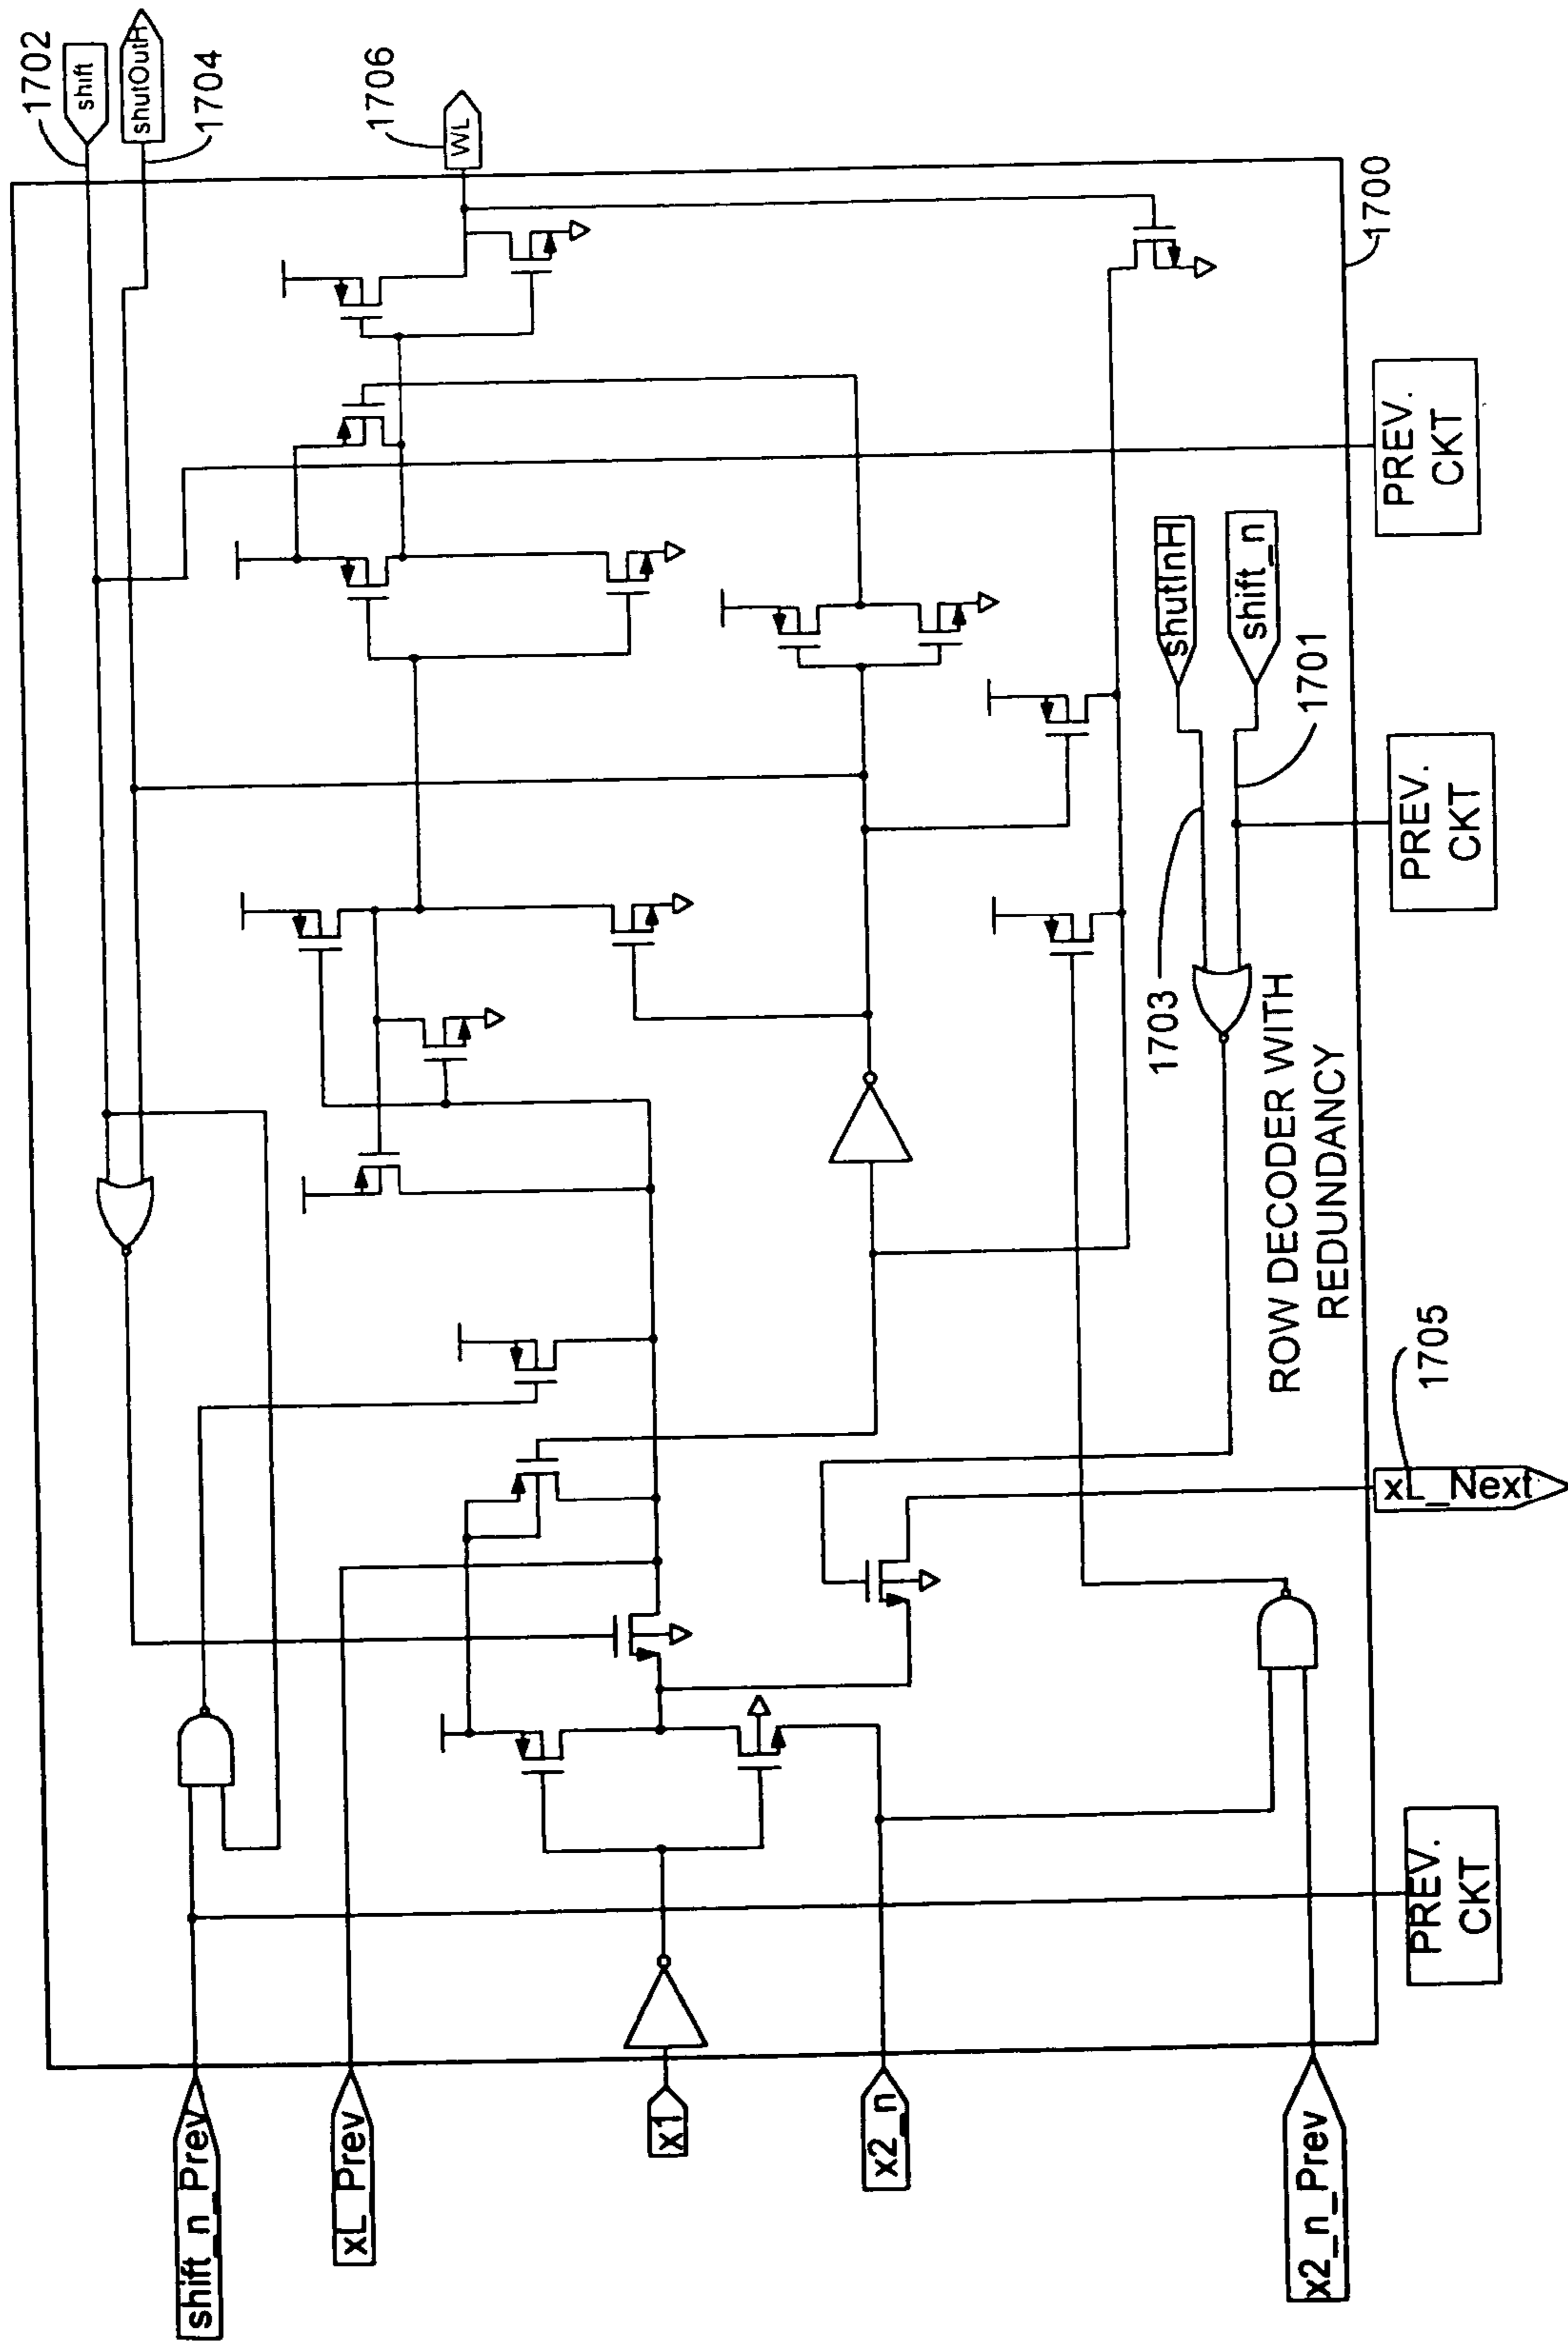 1702
shift
shutOutH
1704
shift_n_Prev
xL_Prev
1706
WL
x1
x2_n
shutInH
shift_n
1703
1701
ROW DECODER WITH
REDUNDANCY
x2_n_Prev
1700
PREV.
CKT
xL_Next
1705
PREV.
CKT
PREV.
CKT